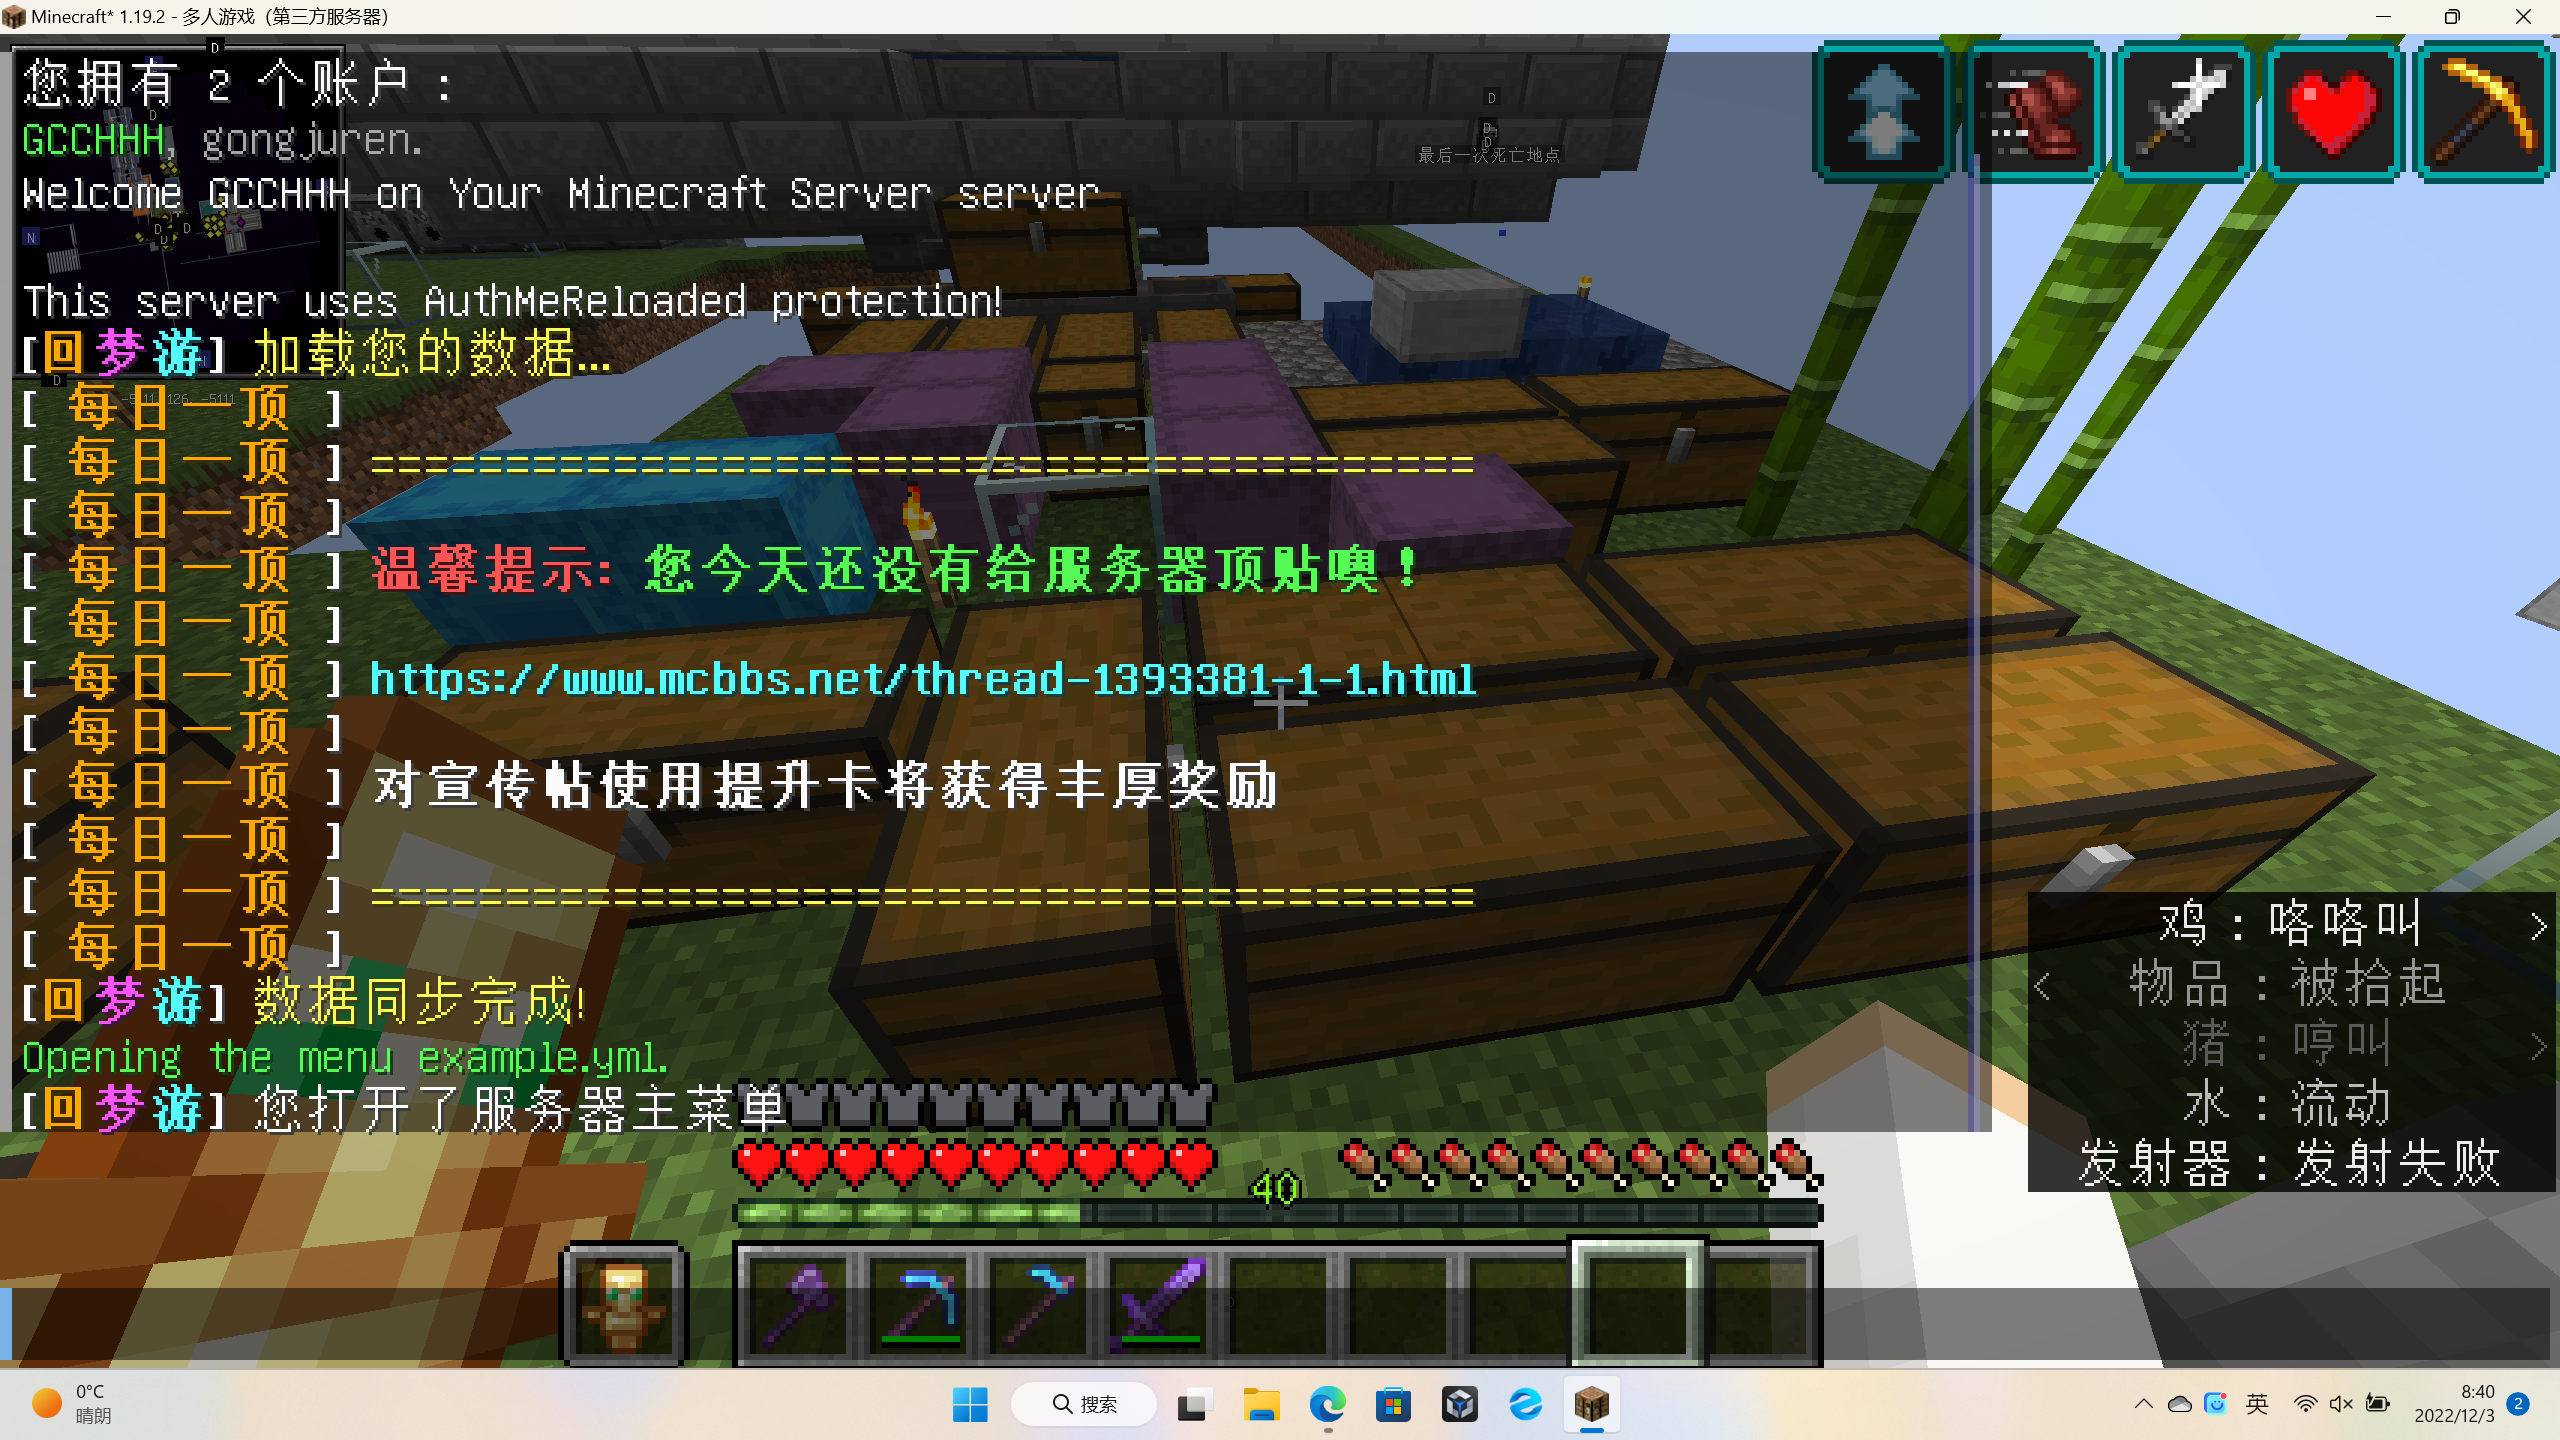 Minecraft* 1.19.2 - 多人游戏（第三方服务器）
D
您拥有 2 个账户 :
GCCHHH, gongjuren.
Welcome GCCHHH on Your Minecraft Server server
This server uses AuthMeReloaded protection!
[回梦游] 加载您的数据...
[ 每日一顶 ]
[ 每日一顶 ] =========================================
[ 每日一顶 ]
[ 每日一顶 ] 温馨提示: 您今天还没有给服务器顶贴噢！
[ 每日一顶 ]
[ 每日一顶 ] https://www.mcbbs.net/thread-1393381-1-1.html
[ 每日一顶 ]
[ 每日一顶 ] 对宣传帖使用提升卡将获得丰厚奖励
[ 每日一顶 ]
[ 每日一顶 ] =========================================
[ 每日一顶 ]
[回梦游] 数据同步完成!
Opening the menu example.yml.
[回梦游] 您打开了服务器主菜单
N
D
最后一次死亡地点
鸡 : 咯咯叫 >
< 物品 : 被拾起
猪 : 哼叫 >
水 : 流动
发射器 : 发射失败
40
0°C
晴朗
搜索
英
8:40
2022/12/3
2